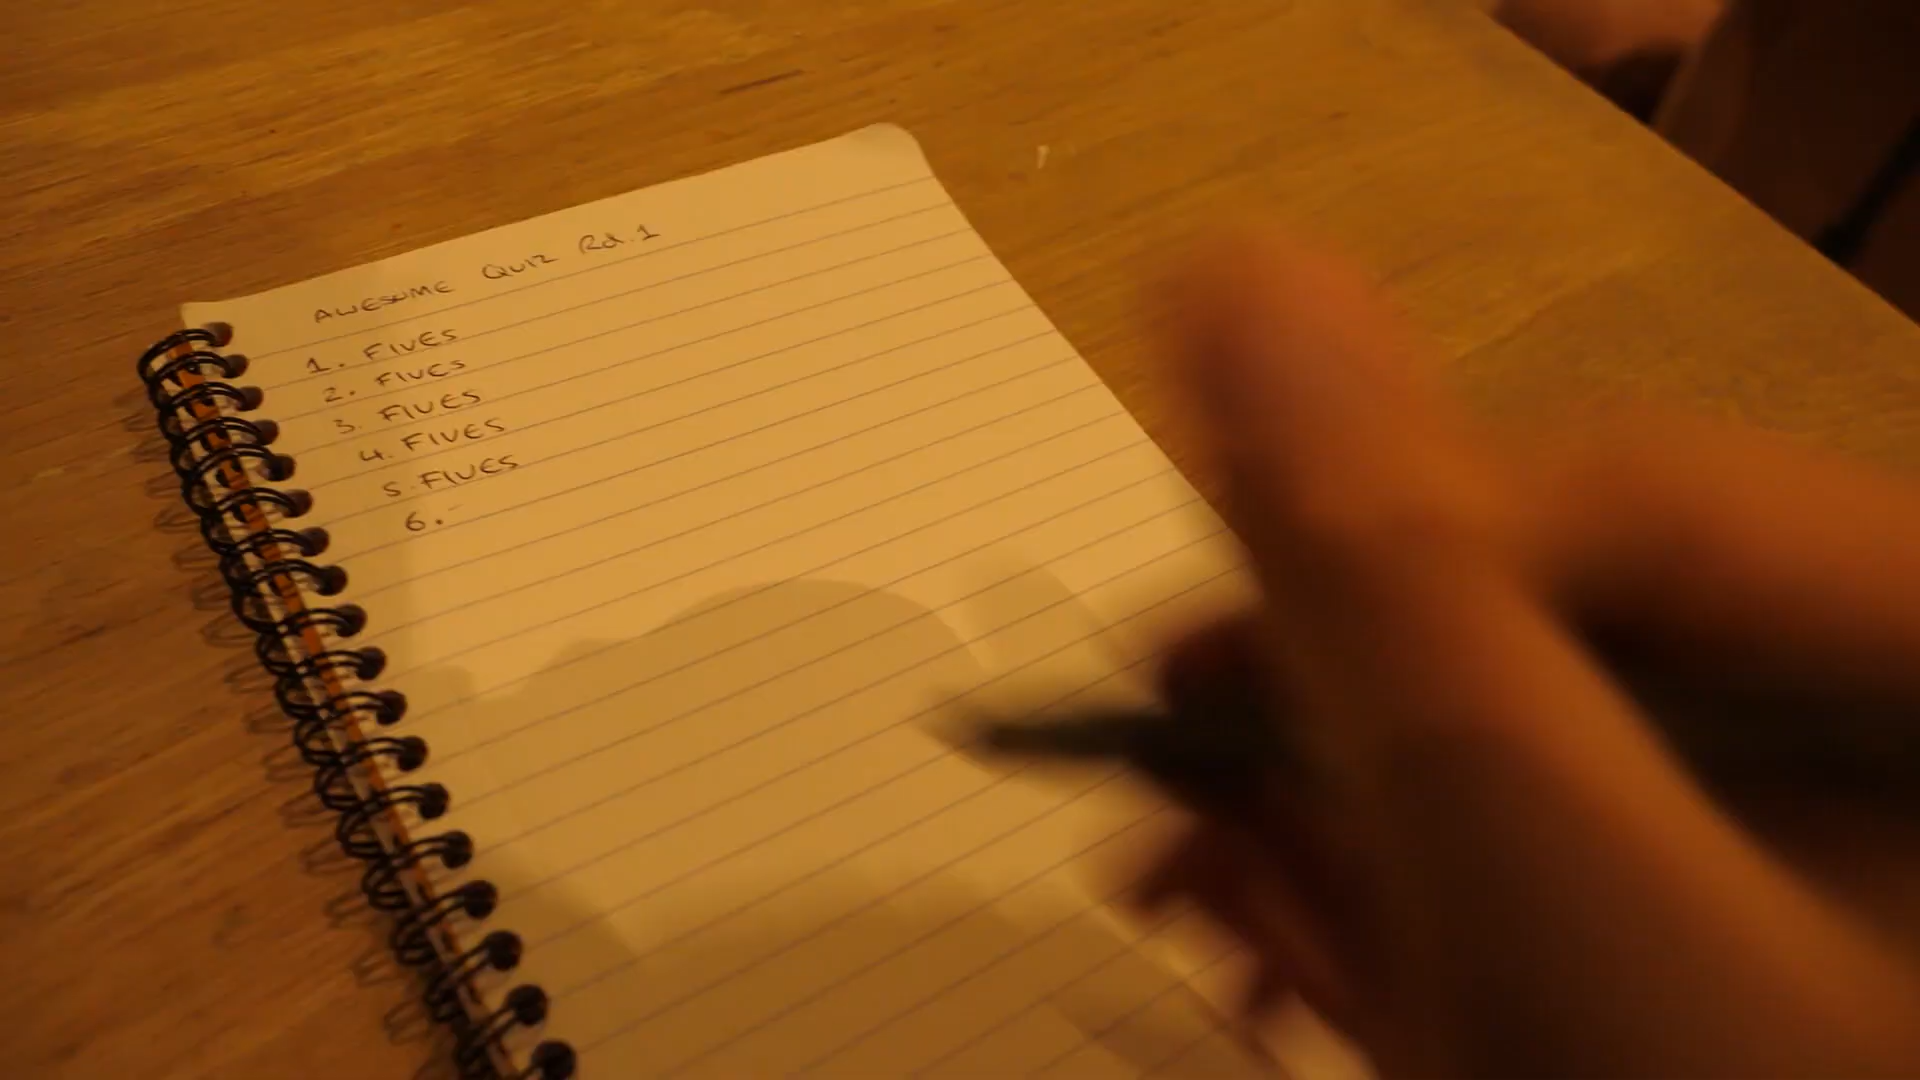 AWESOME QUIZ Rd.1
1. FIVES
2. FIVES
3. FIVES
4. FIVES
5. FIVES
6. -